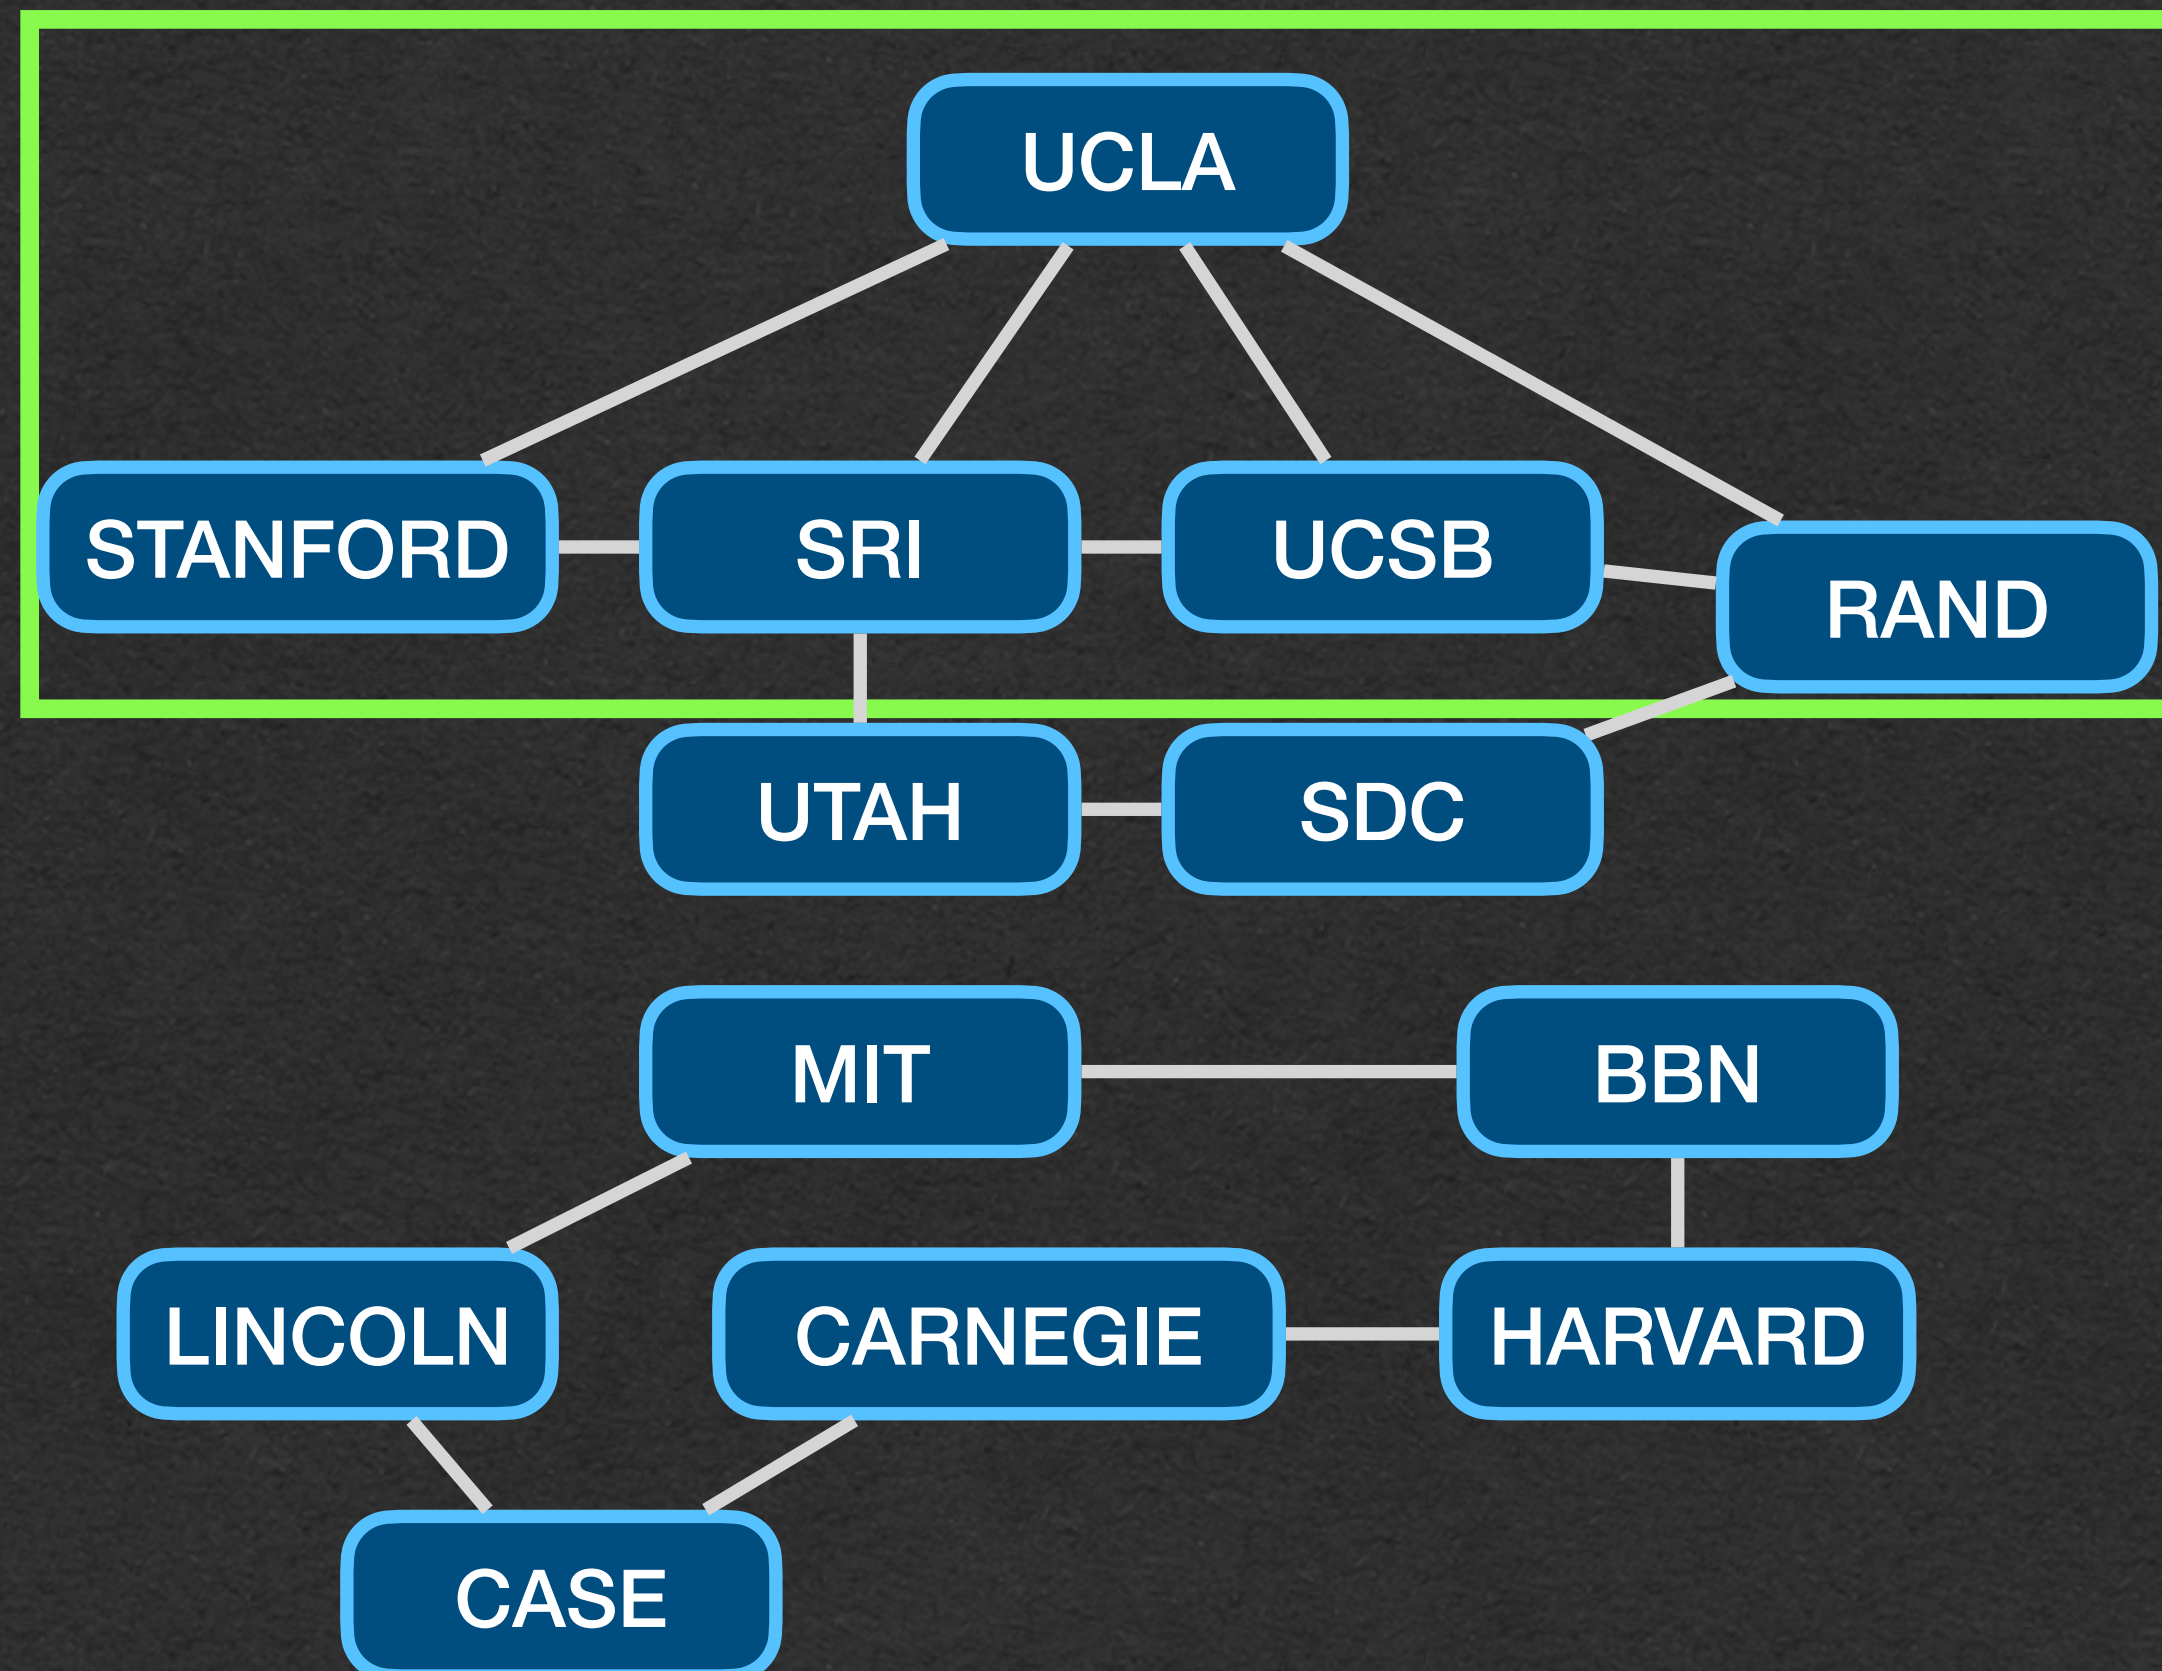 UCLA
STANFORD
SRI
UCSB
RAND
UTAH
SDC
MIT
BBN
LINCOLN
CARNEGIE
HARVARD
CASE